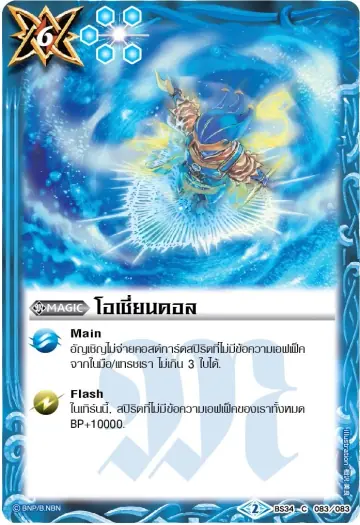 6
MAGIC โอเชี่ยนคอล
Main
อัญเชิญไม่จ่ายคอสต์การ์ดสปิริตที่ไม่มีข้อความเอฟเฟ็ค
จากในมือ/แทรชเรา ไม่เกิน 3 ใบได้.
Flash
ในเทิร์นนี้, สปิริตที่ไม่มีข้อความเอฟเฟ็คของเราทั้งหมด
BP+10000.
Illustration
© BNP/B.NBN
2 BS34 - C 083/083